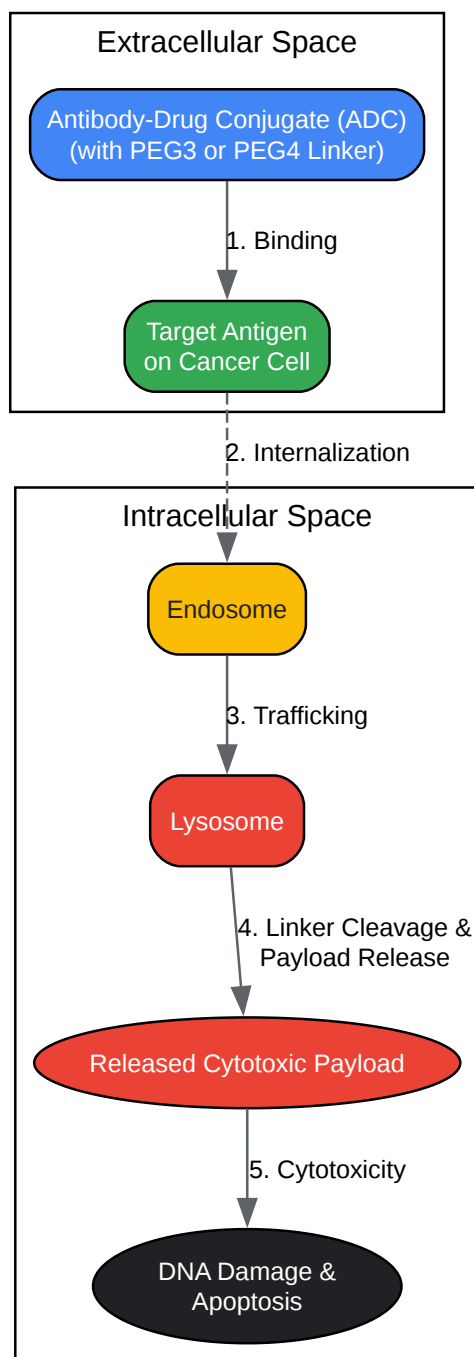 Extracellular Space
Antibody-Drug Conjugate (ADC)
(with PEG3 or PEG4 Linker)
1. Binding
Target Antigen
on Cancer Cell
2. Internalization
Intracellular Space
Endosome
3. Trafficking
Lysosome
4. Linker Cleavage &
Payload Release
Released Cytotoxic Payload
5. Cytotoxicity
DNA Damage &
Apoptosis